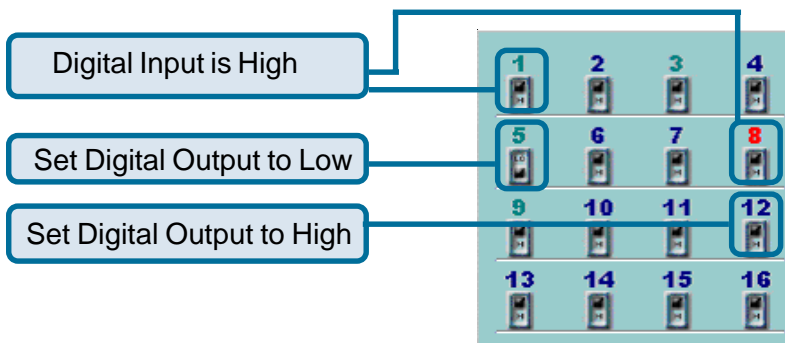 Digital Input is High
Set Digital Output to Low
Set Digital Output to High
1 2 3 4
5 6 7 8
LO
9 10 11 12
13 14 15 16